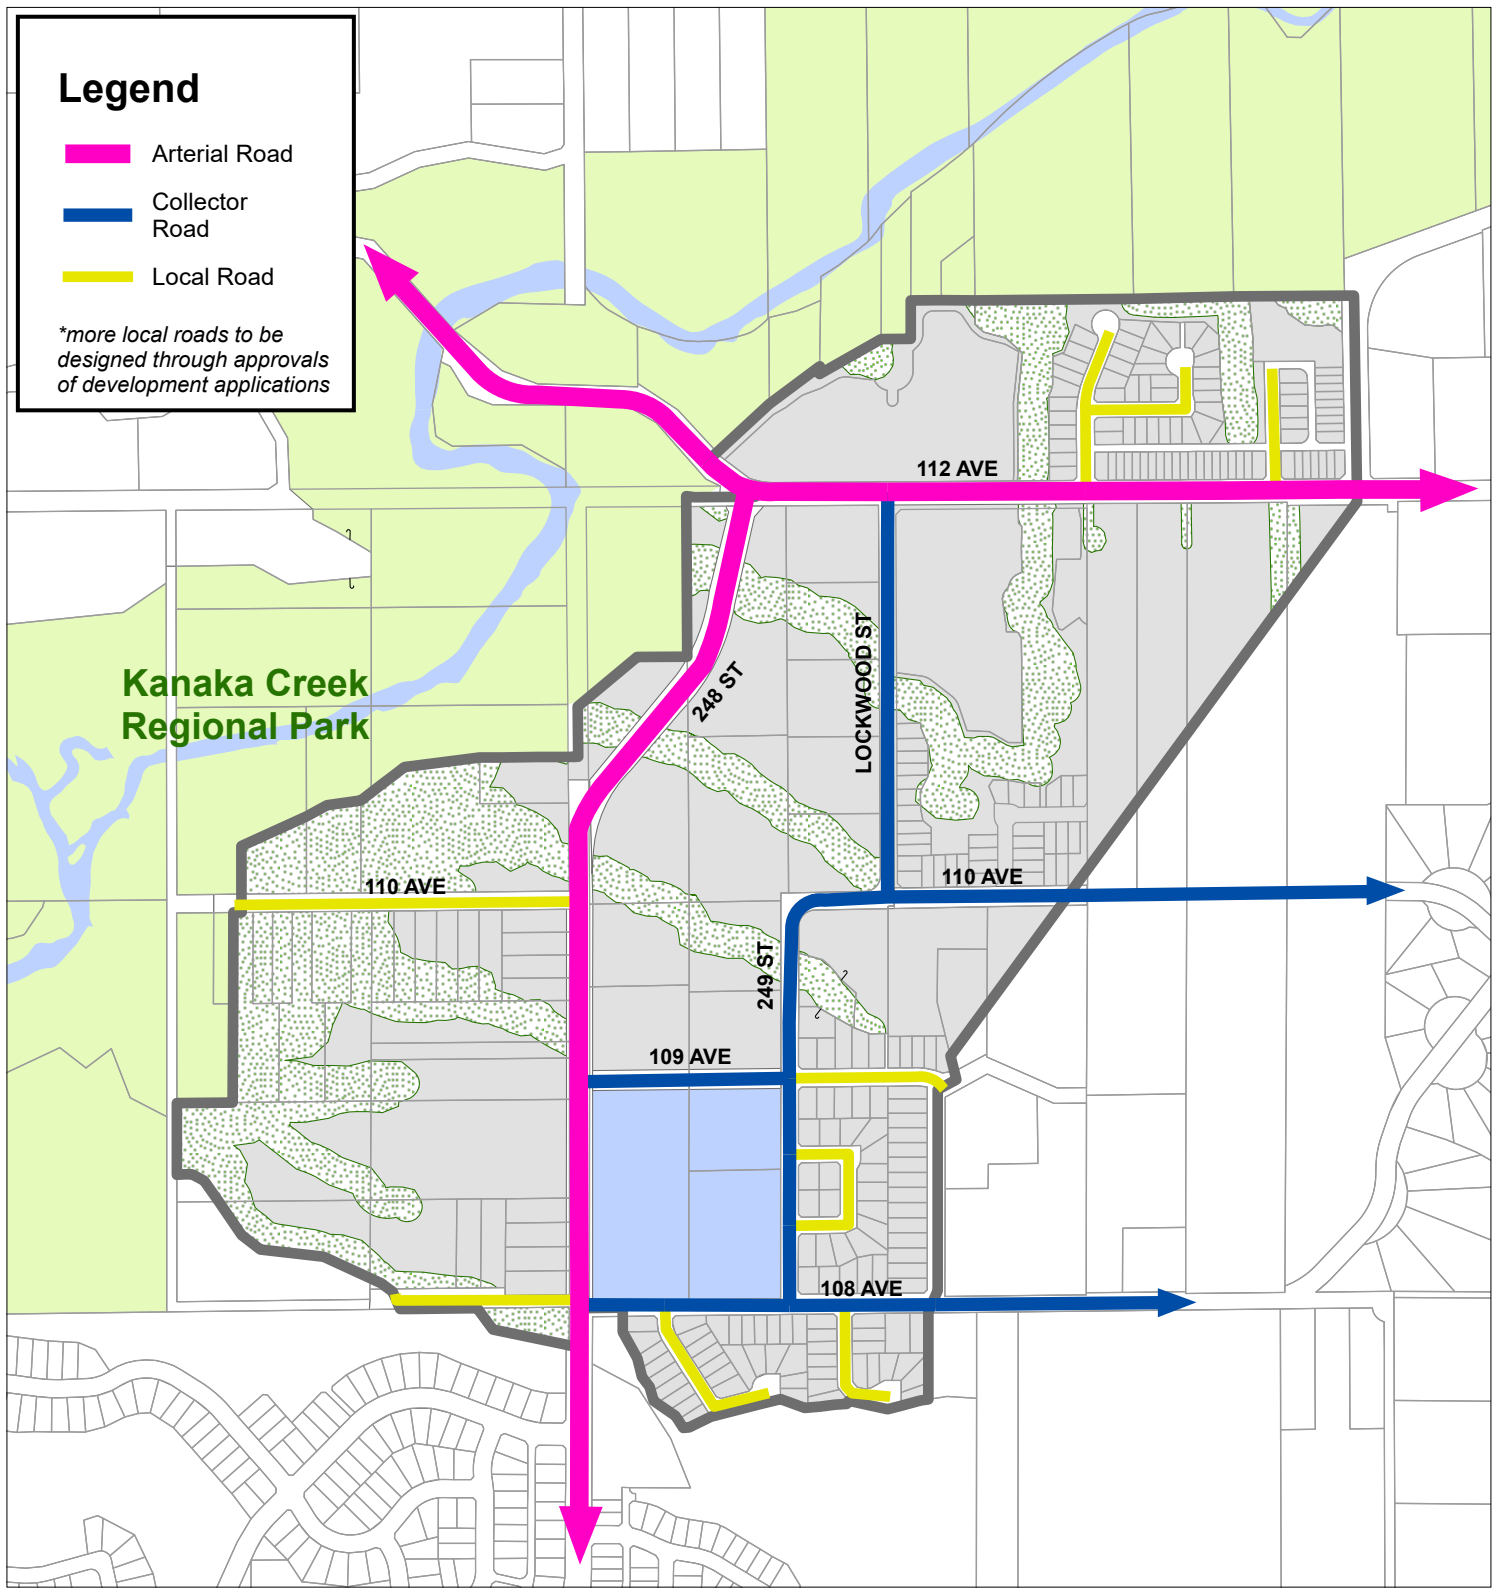 Legend
Arterial Road
Collector
Road
Local Road
*more local roads to be
designed through approvals
of development applications
112 AVE
LOCKWOOD ST
248 ST
Kanaka Creek
Regional Park
110 AVE
110 AVE
249 ST
109 AVE
108 AVE